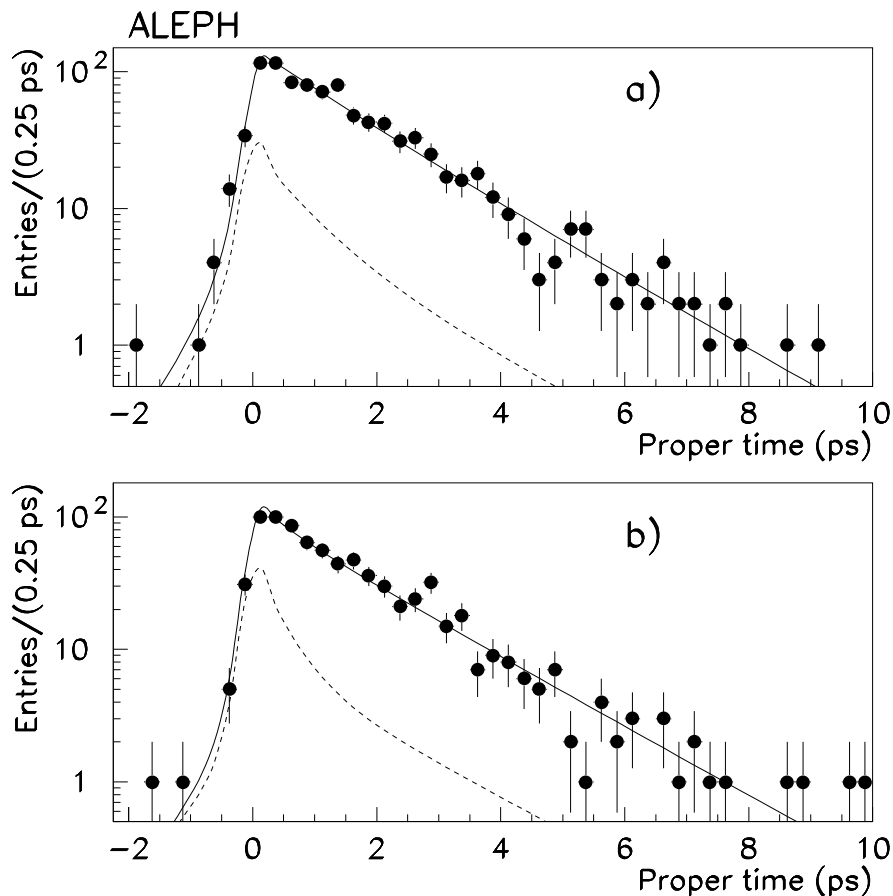 ALEPH
Entries/(0.25 ps)
10²
10
1
a)
−2 0 2 4 6 8 10
Proper time (ps)
Entries/(0.25 ps)
10²
10
1
b)
−2 0 2 4 6 8 10
Proper time (ps)